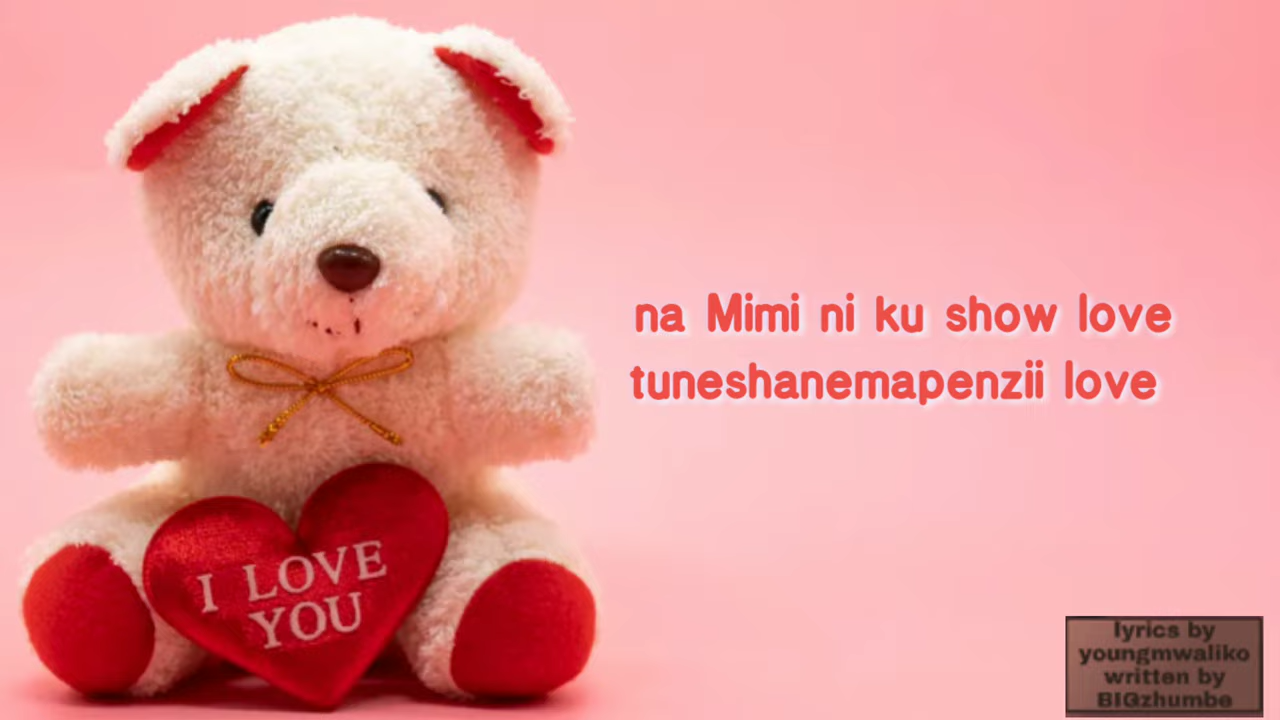 na Mimi ni ku show love
tuneshanemapenzii love
I LOVE
YOU
lyrics by
youngmwaliko
written by
BIGzhumbe